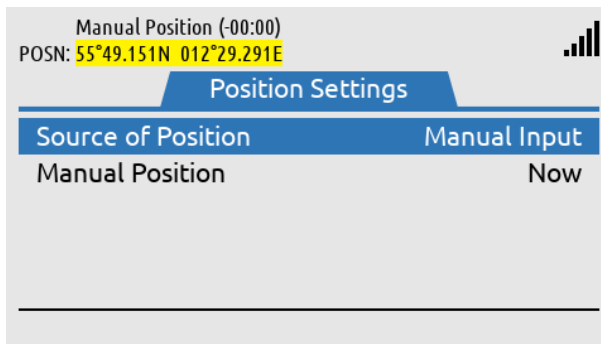 Manual Position (-00:00)
POSN: 55°49.151N 012°29.291E
Position Settings
Source of Position Manual Input
Manual Position Now